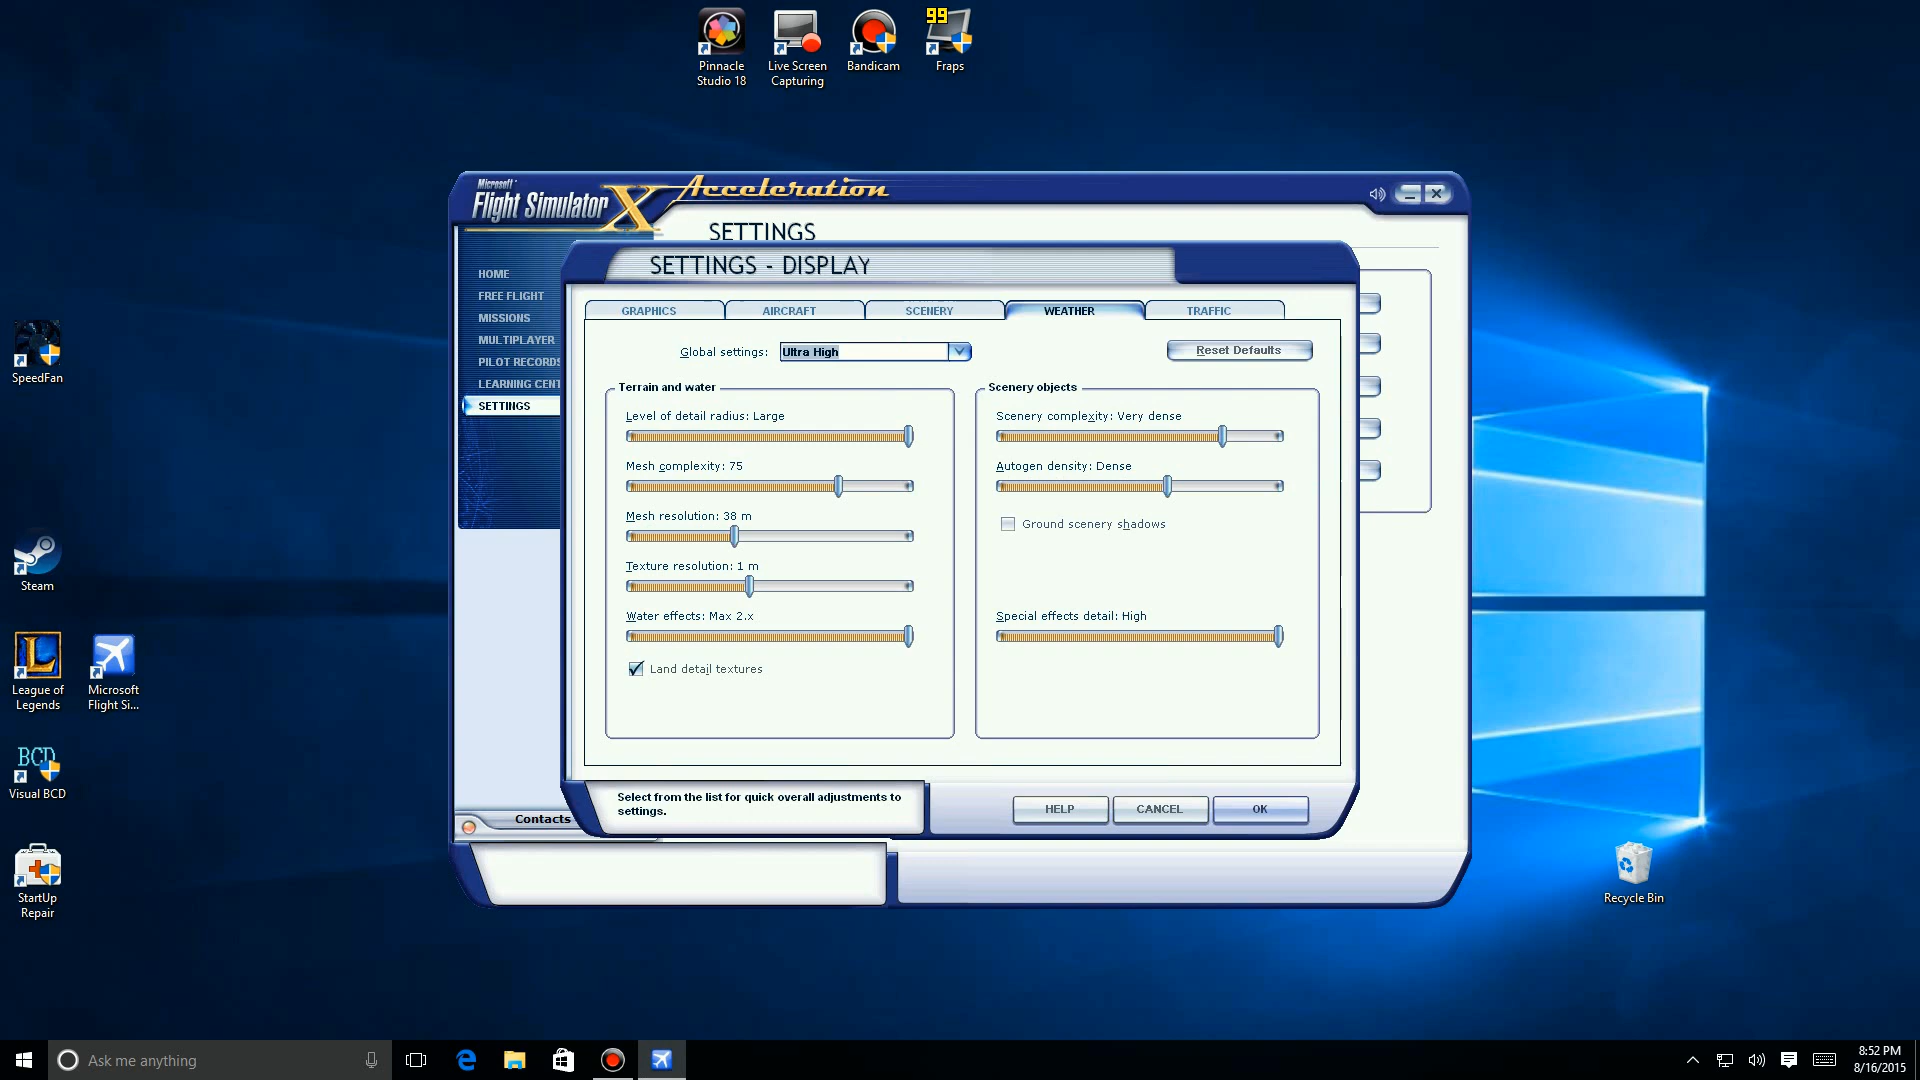 99
Pinnacle
Studio 18
Live Screen
Capturing
Bandicam
Fraps
Microsoft
Flight Simulator X
Acceleration
SETTINGS
SETTINGS - DISPLAY
HOME
FREE FLIGHT
MISSIONS
MULTIPLAYER
PILOT RECORDS
LEARNING CENT
SETTINGS
GRAPHICS
AIRCRAFT
SCENERY
WEATHER
TRAFFIC
Global settings:
Ultra High
Reset Defaults
Terrain and water
Level of detail radius: Large
Mesh complexity: 75
Mesh resolution: 38 m
Texture resolution: 1 m
Water effects: Max 2.x
Land detail textures
Scenery objects
Scenery complexity: Very dense
Autogen density: Dense
Ground scenery shadows
Special effects detail: High
Select from the list for quick overall adjustments to
settings.
HELP
CANCEL
OK
Contacts
SpeedFan
Steam
League of
Legends
Microsoft
Flight Si...
BCD
Visual BCD
StartUp
Repair
Recycle Bin
Ask me anything
8:52 PM
8/16/2015